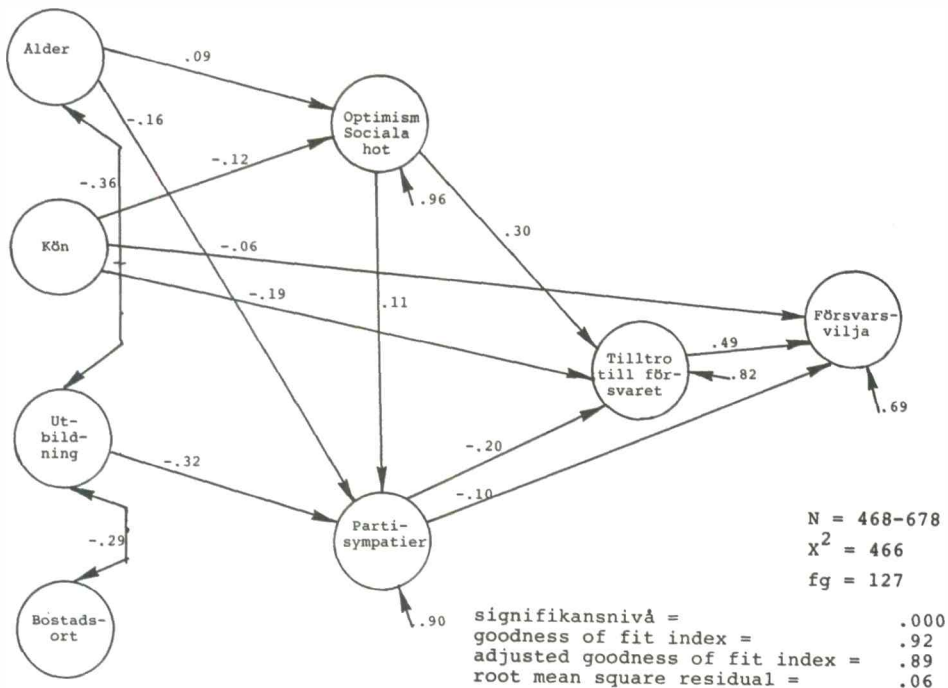 Ålder
.09
-.16
Optimism
Sociala
hot
-.12
-.36
.96
Kön
-.06
.30
-.19
.11
Försvars-
vilja
.49
Tilltro
till för-
svaret
.82
.69
Ut-
bild-
ning
-.32
-.20
-.10
Parti-
sympatier
-.29
.90
Bostads-
ort
N = 468-678
X² = 466
fg = 127
signifikansnivå = .000
goodness of fit index = .92
adjusted goodness of fit index = .89
root mean square residual = .06